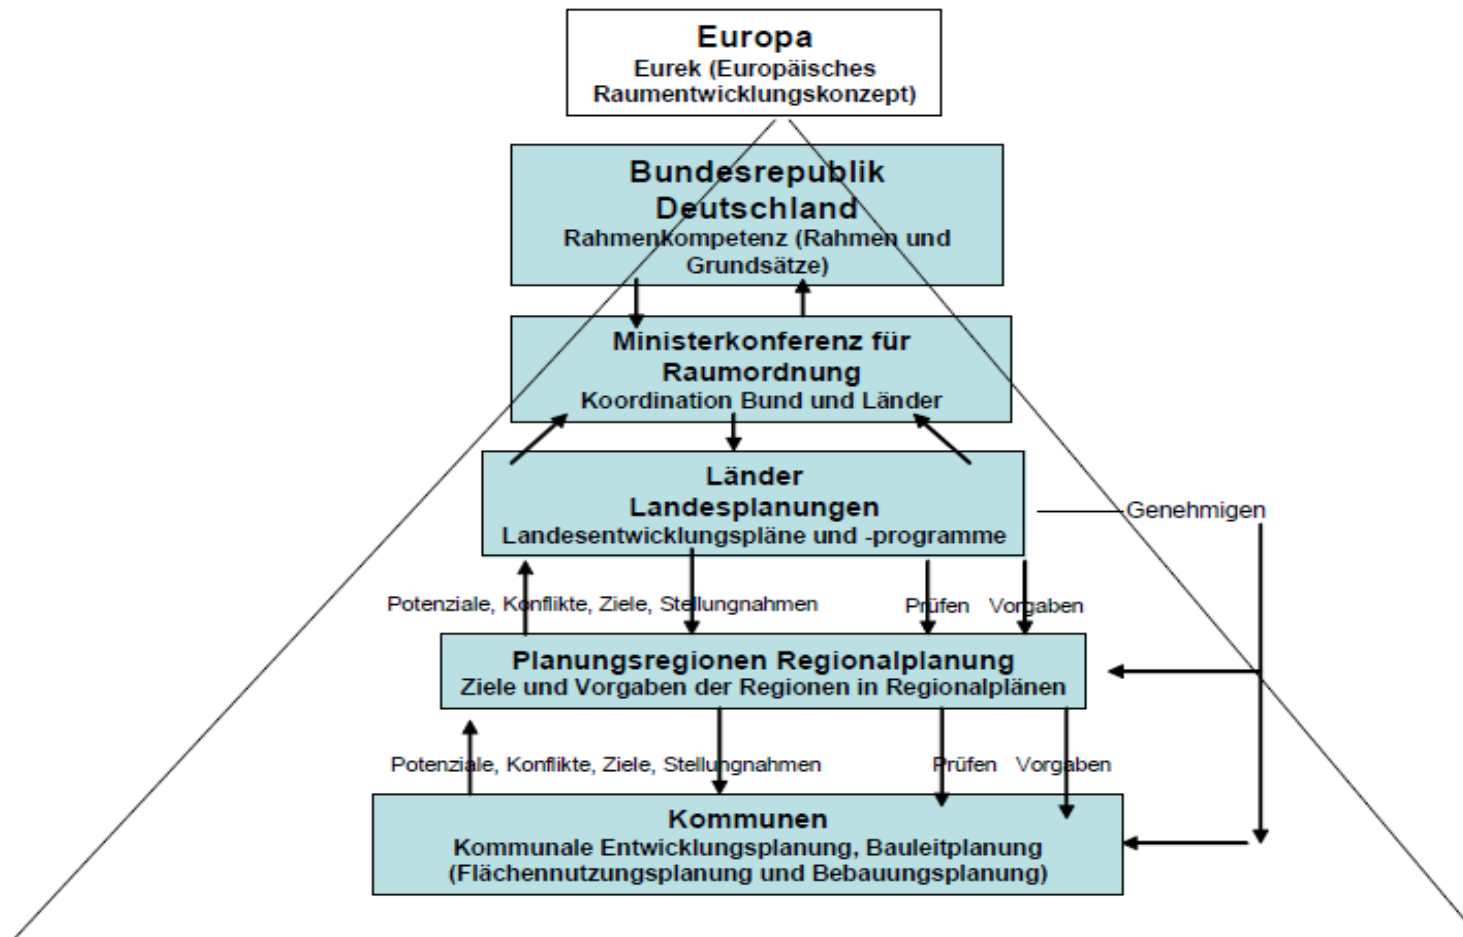 Europa
Eurek (Europäisches
Raumentwicklungskonzept)
Bundesrepublik
Deutschland
Rahmenkompetenz (Rahmen und
Grundsätze)
Ministerkonferenz für
Raumordnung
Koordination Bund und Länder
Länder
Landesplanungen
Landesentwicklungspläne und -programme
Genehmigen
Potenziale, Konflikte, Ziele, Stellungnahmen Prüfen Vorgaben
Planungsregionen Regionalplanung
Ziele und Vorgaben der Regionen in Regionalplänen
Potenziale, Konflikte, Ziele, Stellungnahmen Prüfen Vorgaben
Kommunen
Kommunale Entwicklungsplanung, Bauleitplanung
(Flächennutzungsplanung und Bebauungsplanung)